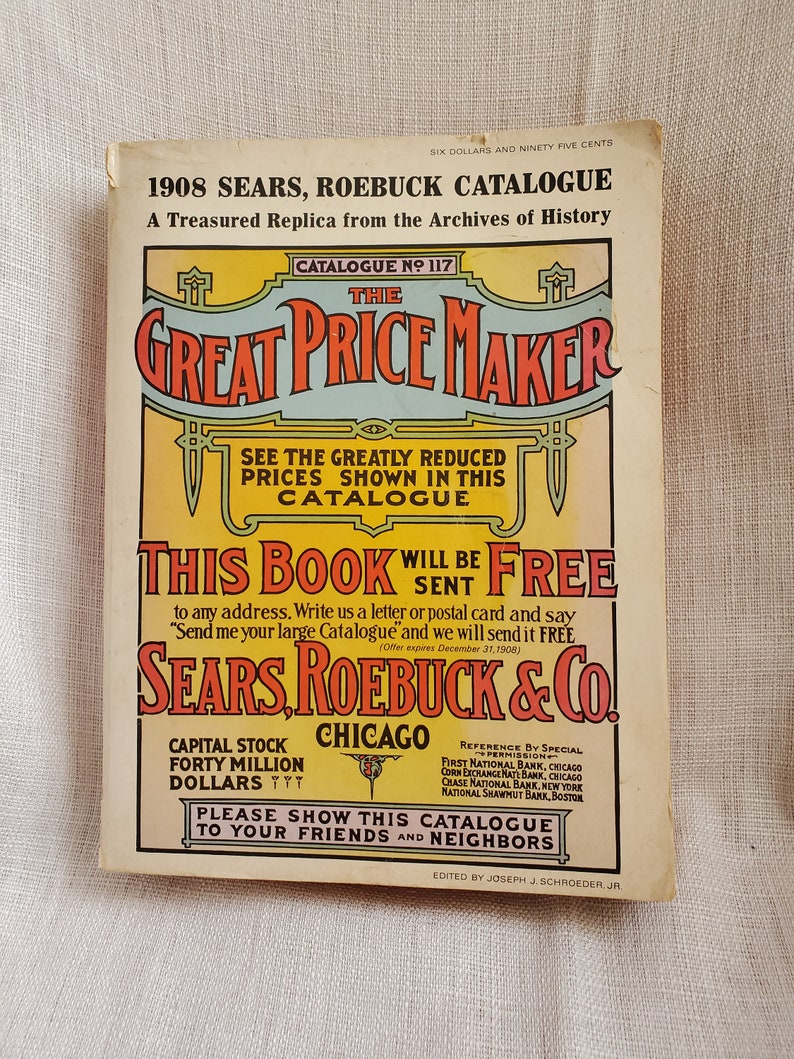 SIX DOLLARS AND NINETY FIVE CENTS
1908 SEARS, ROEBUCK CATALOGUE
A Treasured Replica from the Archives of History
CATALOGUE No 117
THE
GREAT PRICE MAKER
SEE THE GREATLY REDUCED
PRICES SHOWN IN THIS
CATALOGUE
THIS BOOK WILL BE SENT FREE
to any address. Write us a letter or postal card and say
"Send me your large Catalogue" and we will send it FREE
(Offer expires December 31, 1908)
SEARS, ROEBUCK & CO.
CHICAGO
CAPITAL STOCK
FORTY MILLION
DOLLARS
REFERENCE BY SPECIAL
PERMISSION
FIRST NATIONAL BANK, CHICAGO
CORN EXCHANGE NAT'L BANK, CHICAGO
CHASE NATIONAL BANK, NEW YORK
NATIONAL SHAWMUT BANK, BOSTON
PLEASE SHOW THIS CATALOGUE
TO YOUR FRIENDS AND NEIGHBORS
EDITED BY JOSEPH J. SCHROEDER, JR.